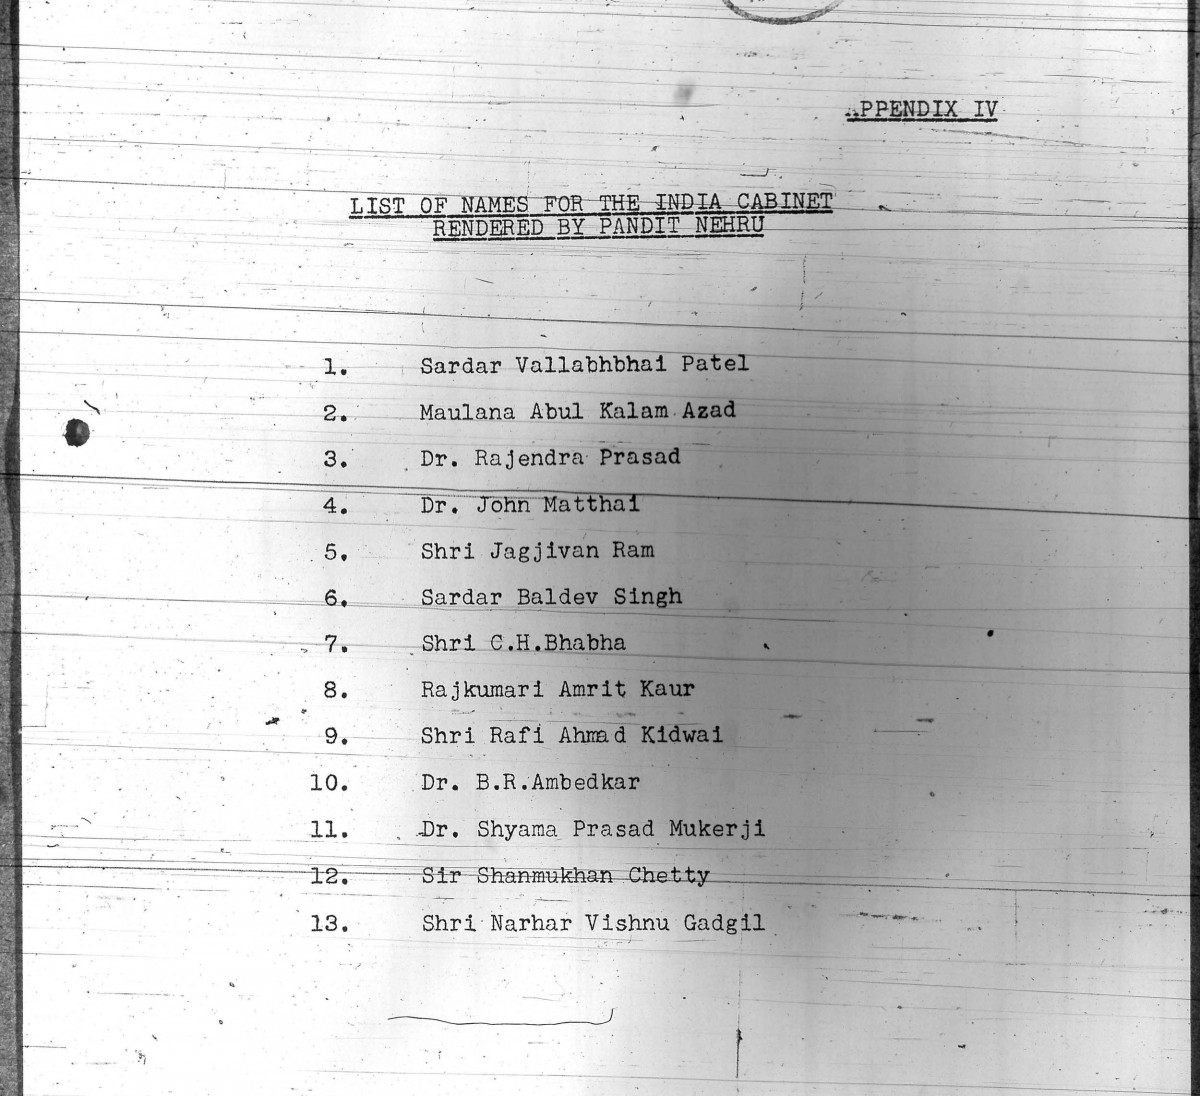 APPENDIX IV
LIST OF NAMES FOR THE INDIA CABINET
RENDERED BY PANDIT NEHRU
1. Sardar Vallabhbhai Patel
2. Maulana Abul Kalam Azad
3. Dr. Rajendra Prasad
4. Dr. John Matthai
5. Shri Jagjivan Ram
6. Sardar Baldev Singh
7. Shri C.H.Bhabha
8. Rajkumari Amrit Kaur
9. Shri Rafi Ahmad Kidwai
10. Dr. B.R.Ambedkar
11. Dr. Shyama Prasad Mukerji
12. Sir Shanmukhan Chetty
13. Shri Narhar Vishnu Gadgil